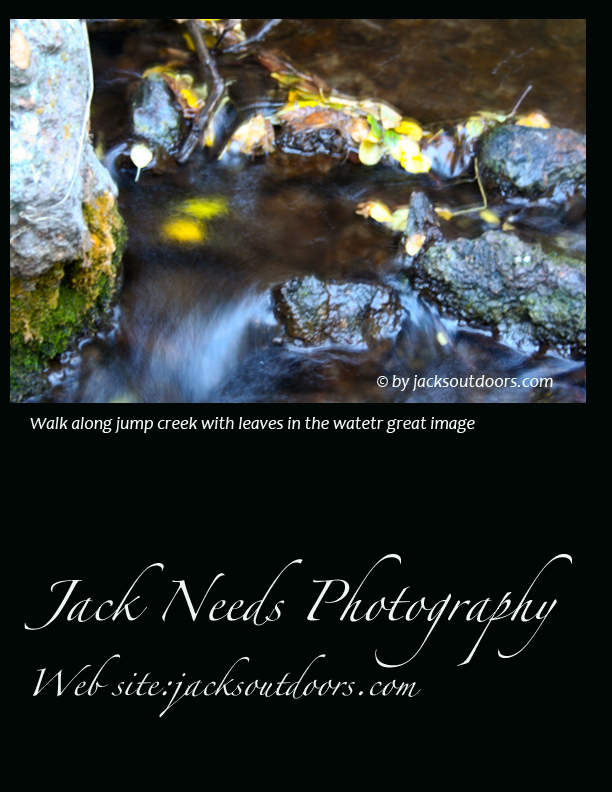 © by jacksoutdoors.com
Walk along jump creek with leaves in the watetr great image
Jack Needs Photography
Web site:jacksoutdoors.com